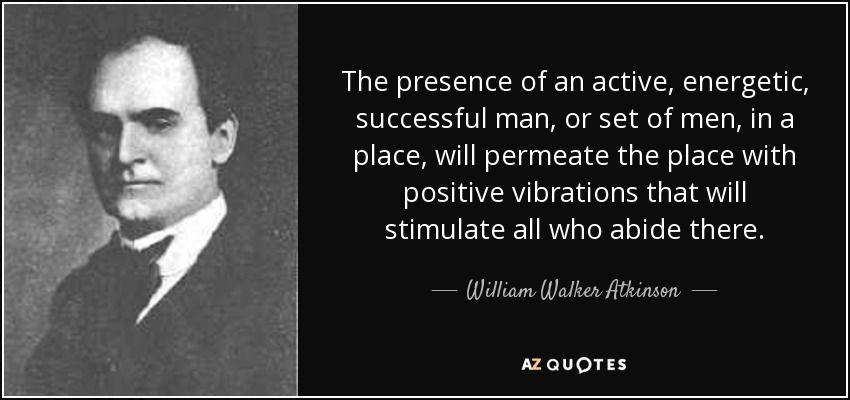 The presence of an active, energetic,
successful man, or set of men, in a
place, will permeate the place with
positive vibrations that will
stimulate all who abide there.
William Walker Atkinson
AZ QUOTES